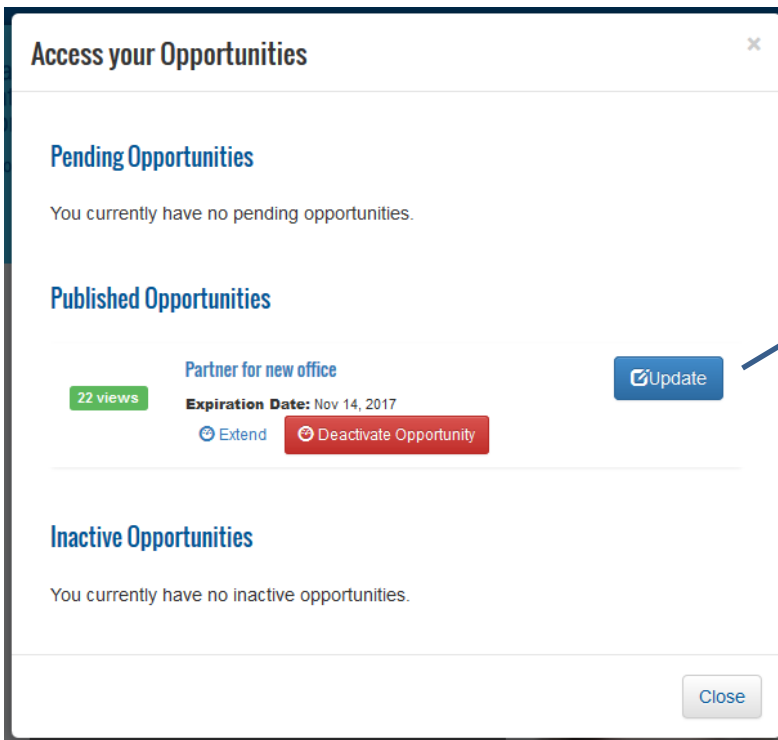 Access your Opportunities
×
Pending Opportunities
You currently have no pending opportunities.
Published Opportunities
Partner for new office
Update
22 views
Expiration Date: Nov 14, 2017
Extend
Deactivate Opportunity
Inactive Opportunities
You currently have no inactive opportunities.
Close